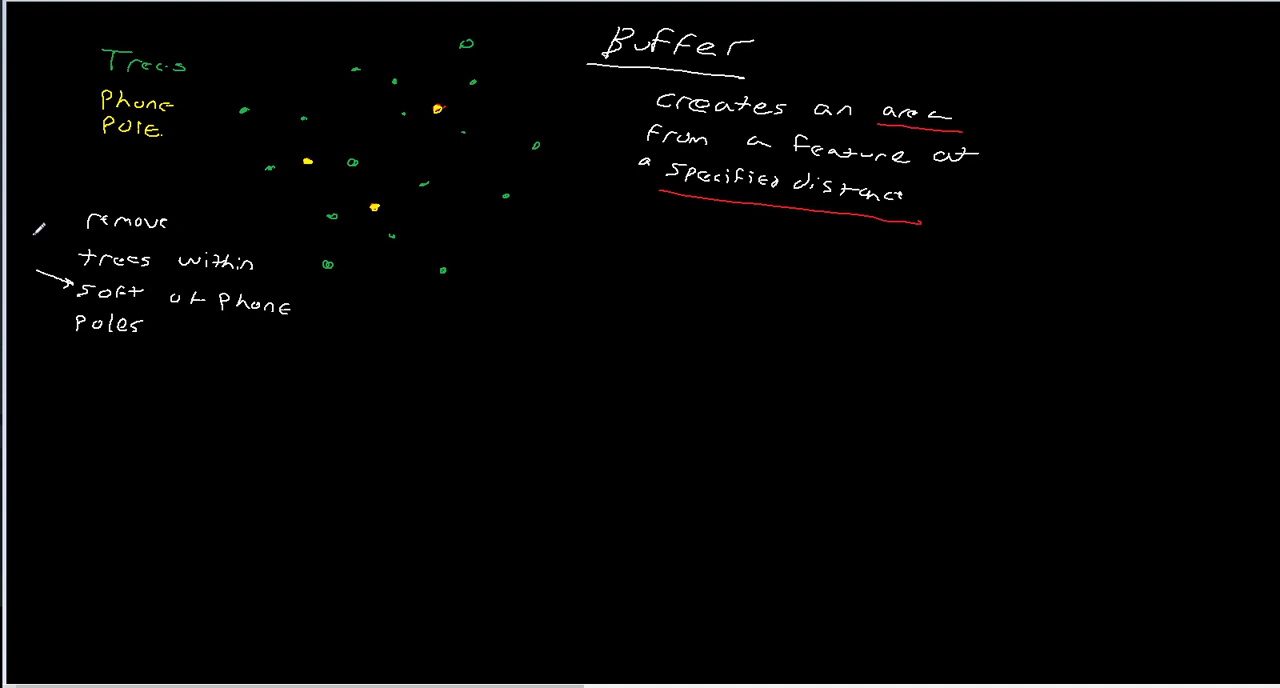 Trees
Phone
Pole
remove
trees within
50ft of phone
poles
Buffer
creates an area
from a feature at
a specified distance